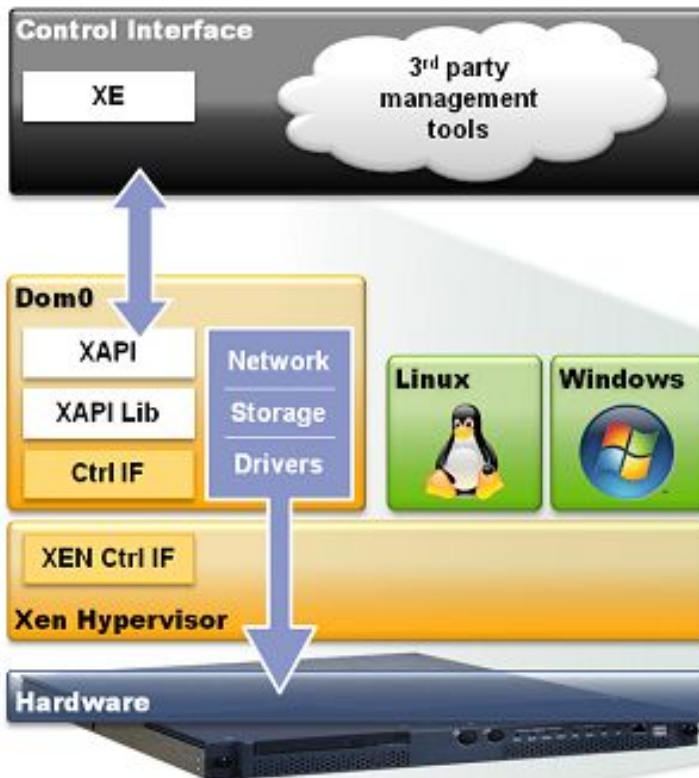 Control Interface
XE
3rd party
management
tools
Dom0
XAPI
XAPI Lib
Ctrl IF
Network
Storage
Drivers
Linux
Windows
XEN Ctrl IF
Xen Hypervisor
Hardware